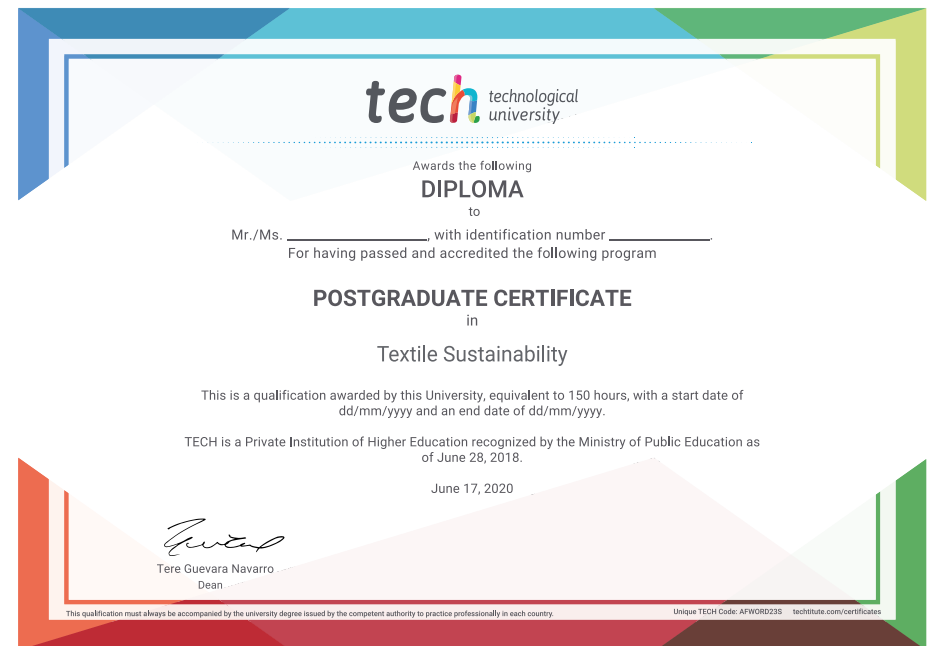 tech technological
university
Awards the following
DIPLOMA
to
Mr./Ms. ____________________, with identification number ______________.
For having passed and accredited the following program
POSTGRADUATE CERTIFICATE
in
Textile Sustainability
This is a qualification awarded by this University, equivalent to 150 hours, with a start date of
dd/mm/yyyy and an end date of dd/mm/yyyy.
TECH is a Private Institution of Higher Education recognized by the Ministry of Public Education as
of June 28, 2018.
June 17, 2020
Tere Guevara Navarro
Dean
This qualification must always be accompanied by the university degree issued by the competent authority to practice professionally in each country.
Unique TECH Code: AFWORD23S techtitute.com/certificates